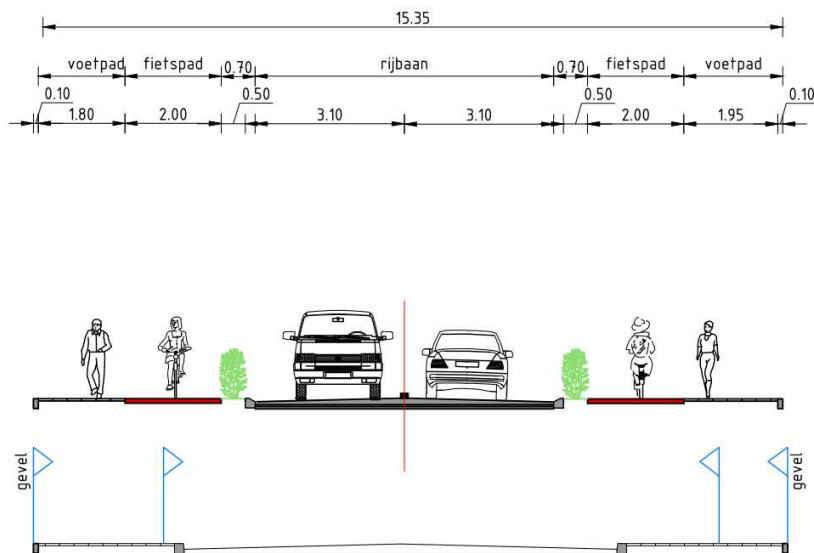 15.35
voetpad fietspad 0.70 rijbaan 0.70 fietspad voetpad
0.10 0.50 0.50 0.10
1.80 2.00 3.10 3.10 2.00 1.95
gevel gevel